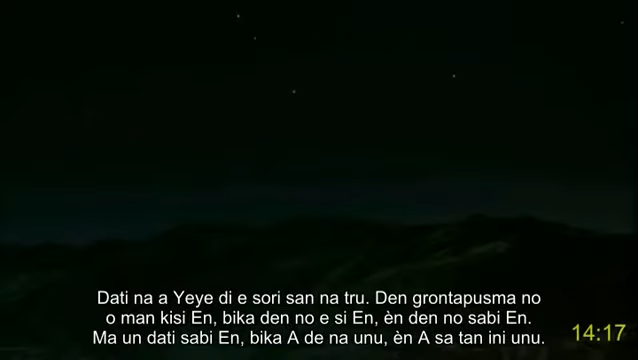 Dati na a Yeye di e sori san na tru. Den grontapusma no
o man kisi En, bika den no e si En, èn den no sabi En.
Ma un dati sabi En, bika A de na unu, èn A sa tan ini unu.
14:17